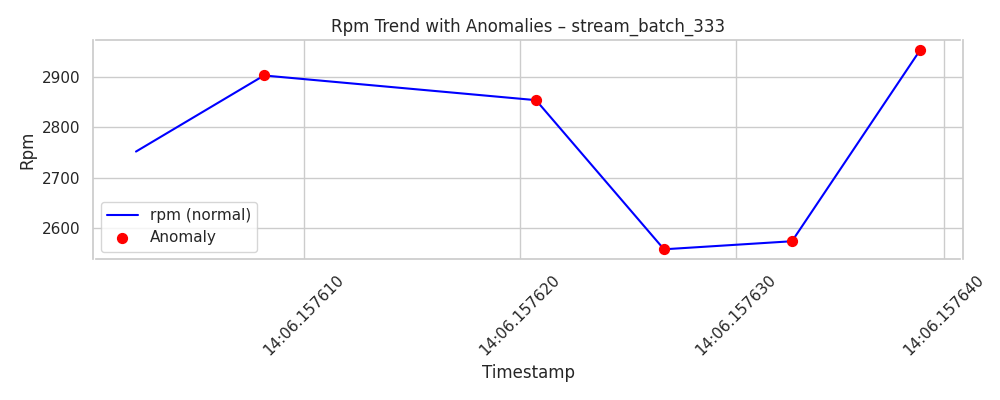 Rpm Trend with Anomalies – stream_batch_333
Rpm
2900
2800
2700
2600
rpm (normal)
Anomaly
14:06.157610
14:06.157620
14:06.157630
14:06.157640
Timestamp